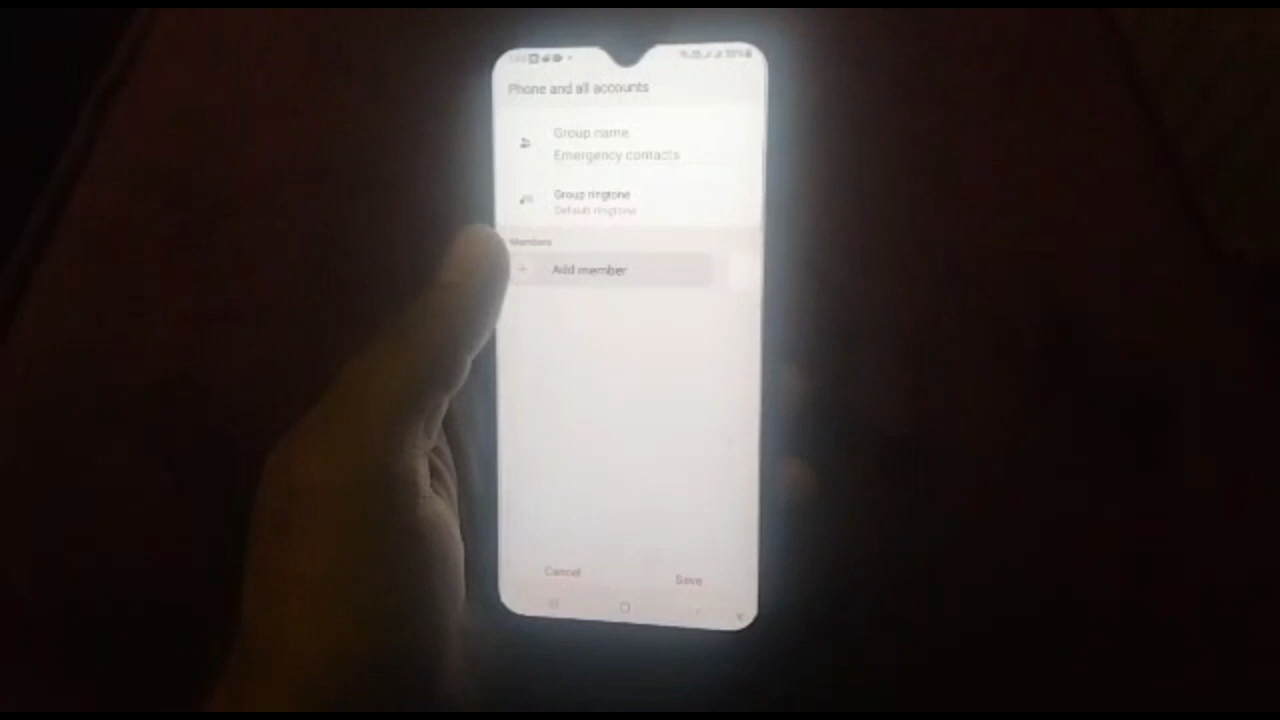 Phone and all accounts
Group name
Emergency contacts
Group ringtone
Default ringtone
Members
Add member
Cancel
Save